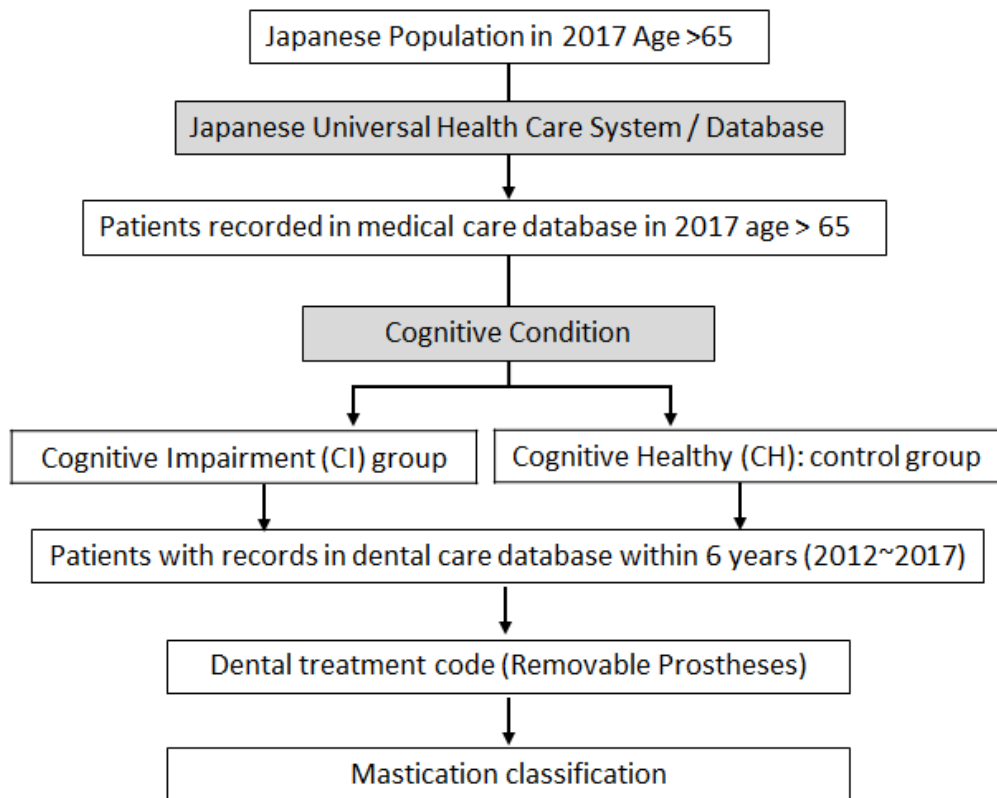 Japanese Population in 2017 Age >65
Japanese Universal Health Care System / Database
Patients recorded in medical care database in 2017 age > 65
Cognitive Condition
Cognitive Impairment (CI) group
Cognitive Healthy (CH): control group
Patients with records in dental care database within 6 years (2012~2017)
Dental treatment code (Removable Prostheses)
Mastication classification